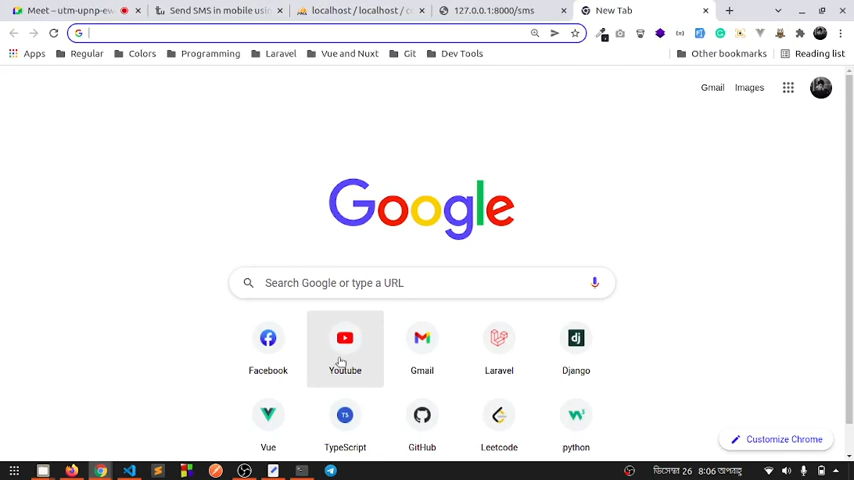 Meet – utm-upnp-ew
Send SMS in mobile usin
localhost / localhost / c
127.0.0.1:8000/sms
New Tab
Apps
Regular
Colors
Programming
Laravel
Vue and Nuxt
Git
Dev Tools
Other bookmarks
Reading list
Gmail
Images
Google
Search Google or type a URL
Facebook
Youtube
Gmail
Laravel
Django
Vue
TypeScript
GitHub
Leetcode
python
Customize Chrome
ডিসেম্বর 26 8:06 অপরাহ্ণ